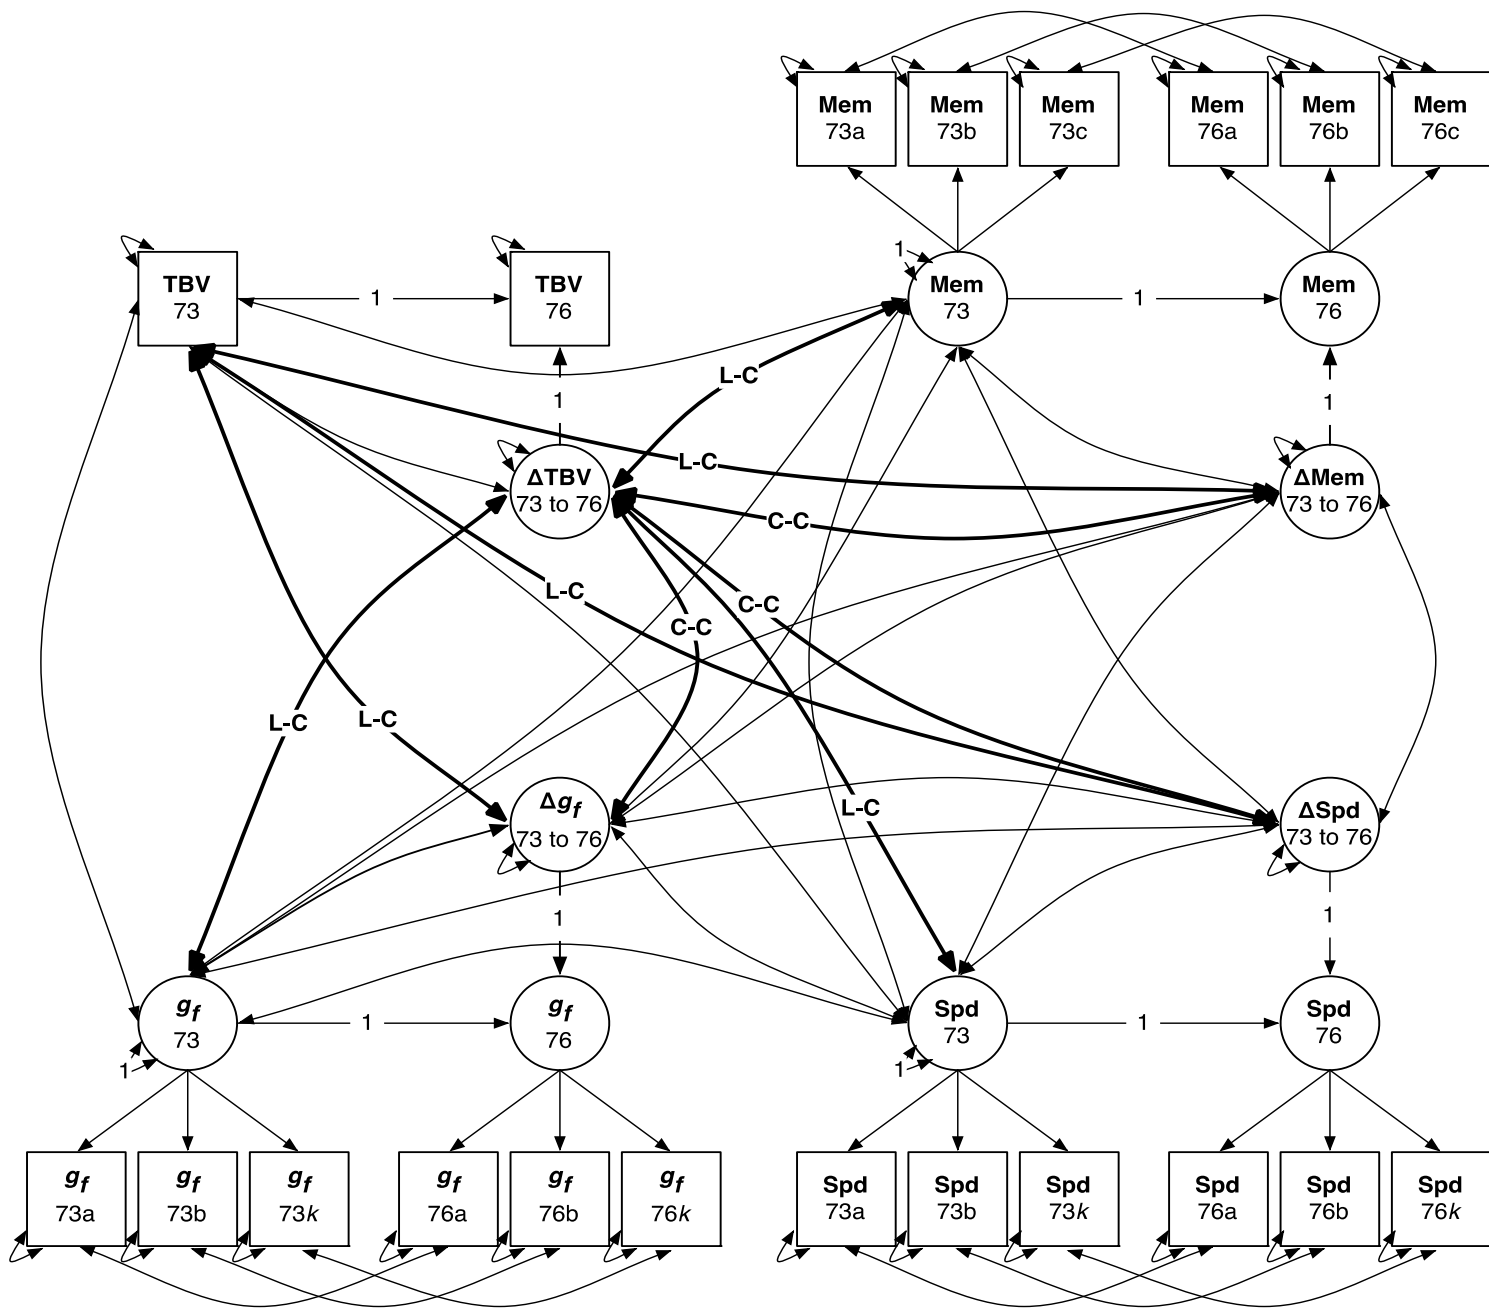 Mem
73a
Mem
73b
Mem
73c
Mem
76a
Mem
76b
Mem
76c
TBV
73
1
TBV
76
1
Mem
73
1
Mem
76
L-C
1
1
L-C
ΔTBV
73 to 76
ΔMem
73 to 76
C-C
L-C
C-C
C-C
L-C
L-C
L-C
Δgf
73 to 76
ΔSpd
73 to 76
1
1
gf
73
1
1
gf
76
Spd
73
1
1
Spd
76
gf
73a
gf
73b
gf
73k
gf
76a
gf
76b
gf
76k
Spd
73a
Spd
73b
Spd
73k
Spd
76a
Spd
76b
Spd
76k